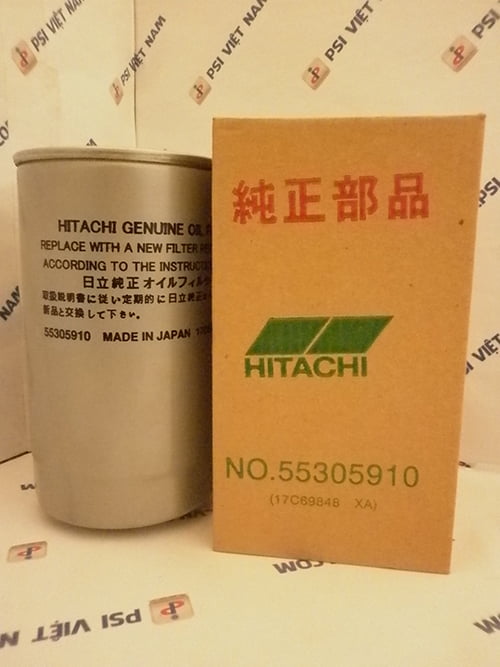 PSI VIỆT NAM
PSI VIỆT NAM
PSI VIỆT NAM
PSI VIỆT NAM
HITACHI GENUINE OIL
REPLACE WITH A NEW FILTER
ACCORDING TO THE
日立純正オイルフィル
取扱説明書に従い定期的に日立純正
新品と交換して下さい。
55305910 MADE IN JAPAN
純正部品
HITACHI
NO.55305910
(17C69848 XA)
PSI VIỆT NAM